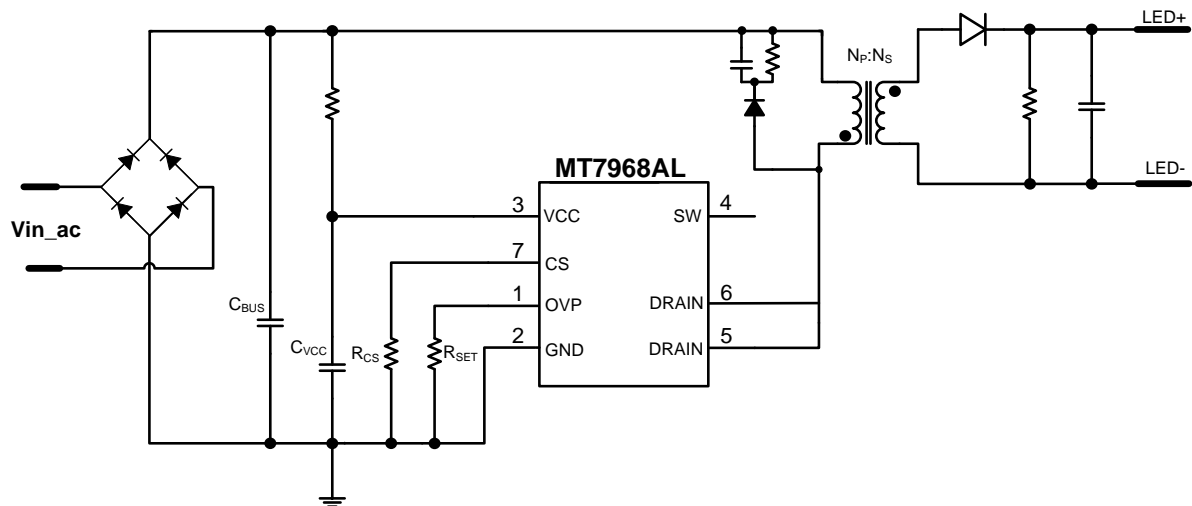 LED+
NP:NS
LED-
MT7968AL
3
VCC
SW
4
Vin_ac
7
CS
CBUS
1
OVP
DRAIN
6
CVCC
RCS
RSET
2
GND
DRAIN
5